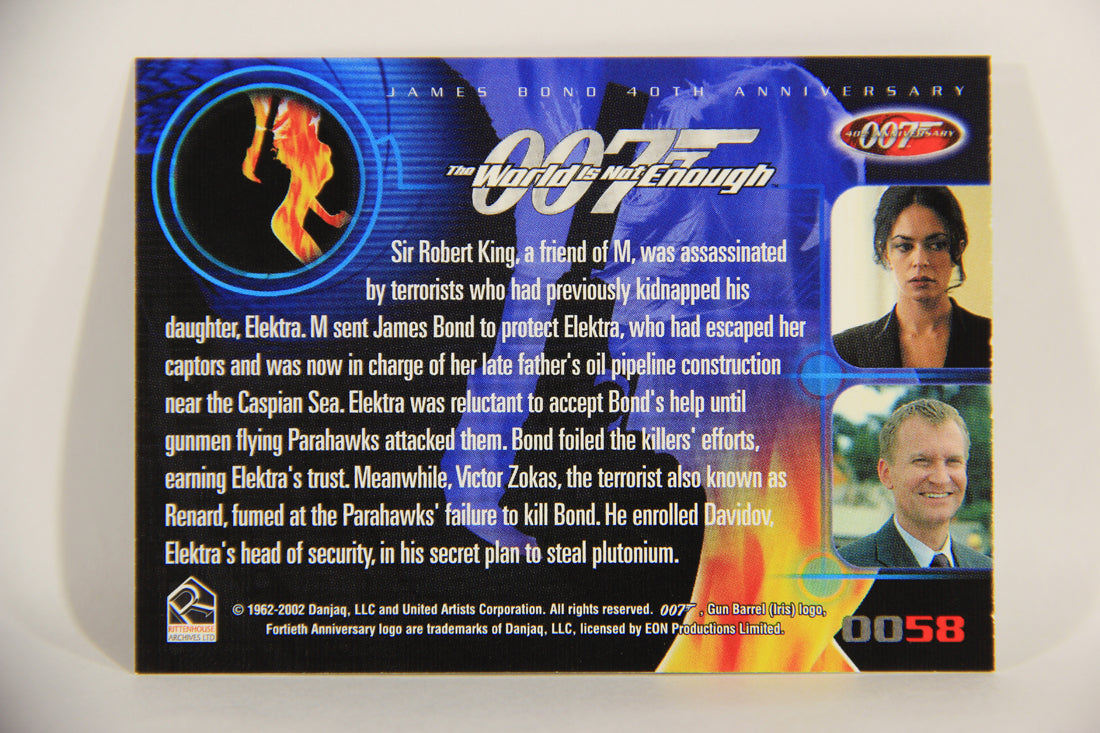 JAMES BOND 40TH ANNIVERSARY
40th ANNIVERSARY
007
007
The World Is Not Enough™
Sir Robert King, a friend of M, was assassinated
by terrorists who had previously kidnapped his
daughter, Elektra. M sent James Bond to protect Elektra, who had escaped her
captors and was now in charge of her late father's oil pipeline construction
near the Caspian Sea. Elektra was reluctant to accept Bond's help until
gunmen flying Parahawks attacked them. Bond foiled the killers' efforts,
earning Elektra's trust. Meanwhile, Victor Zokas, the terrorist also known as
Renard, fumed at the Parahawks' failure to kill Bond. He enrolled Davidov,
Elektra's head of security, in his secret plan to steal plutonium.
RITTENHOUSE
ARCHIVES LTD
© 1962-2002 Danjaq, LLC and United Artists Corporation. All rights reserved. 007, Gun Barrel (Iris) logo,
Fortieth Anniversary logo are trademarks of Danjaq, LLC, licensed by EON Productions Limited.
0058